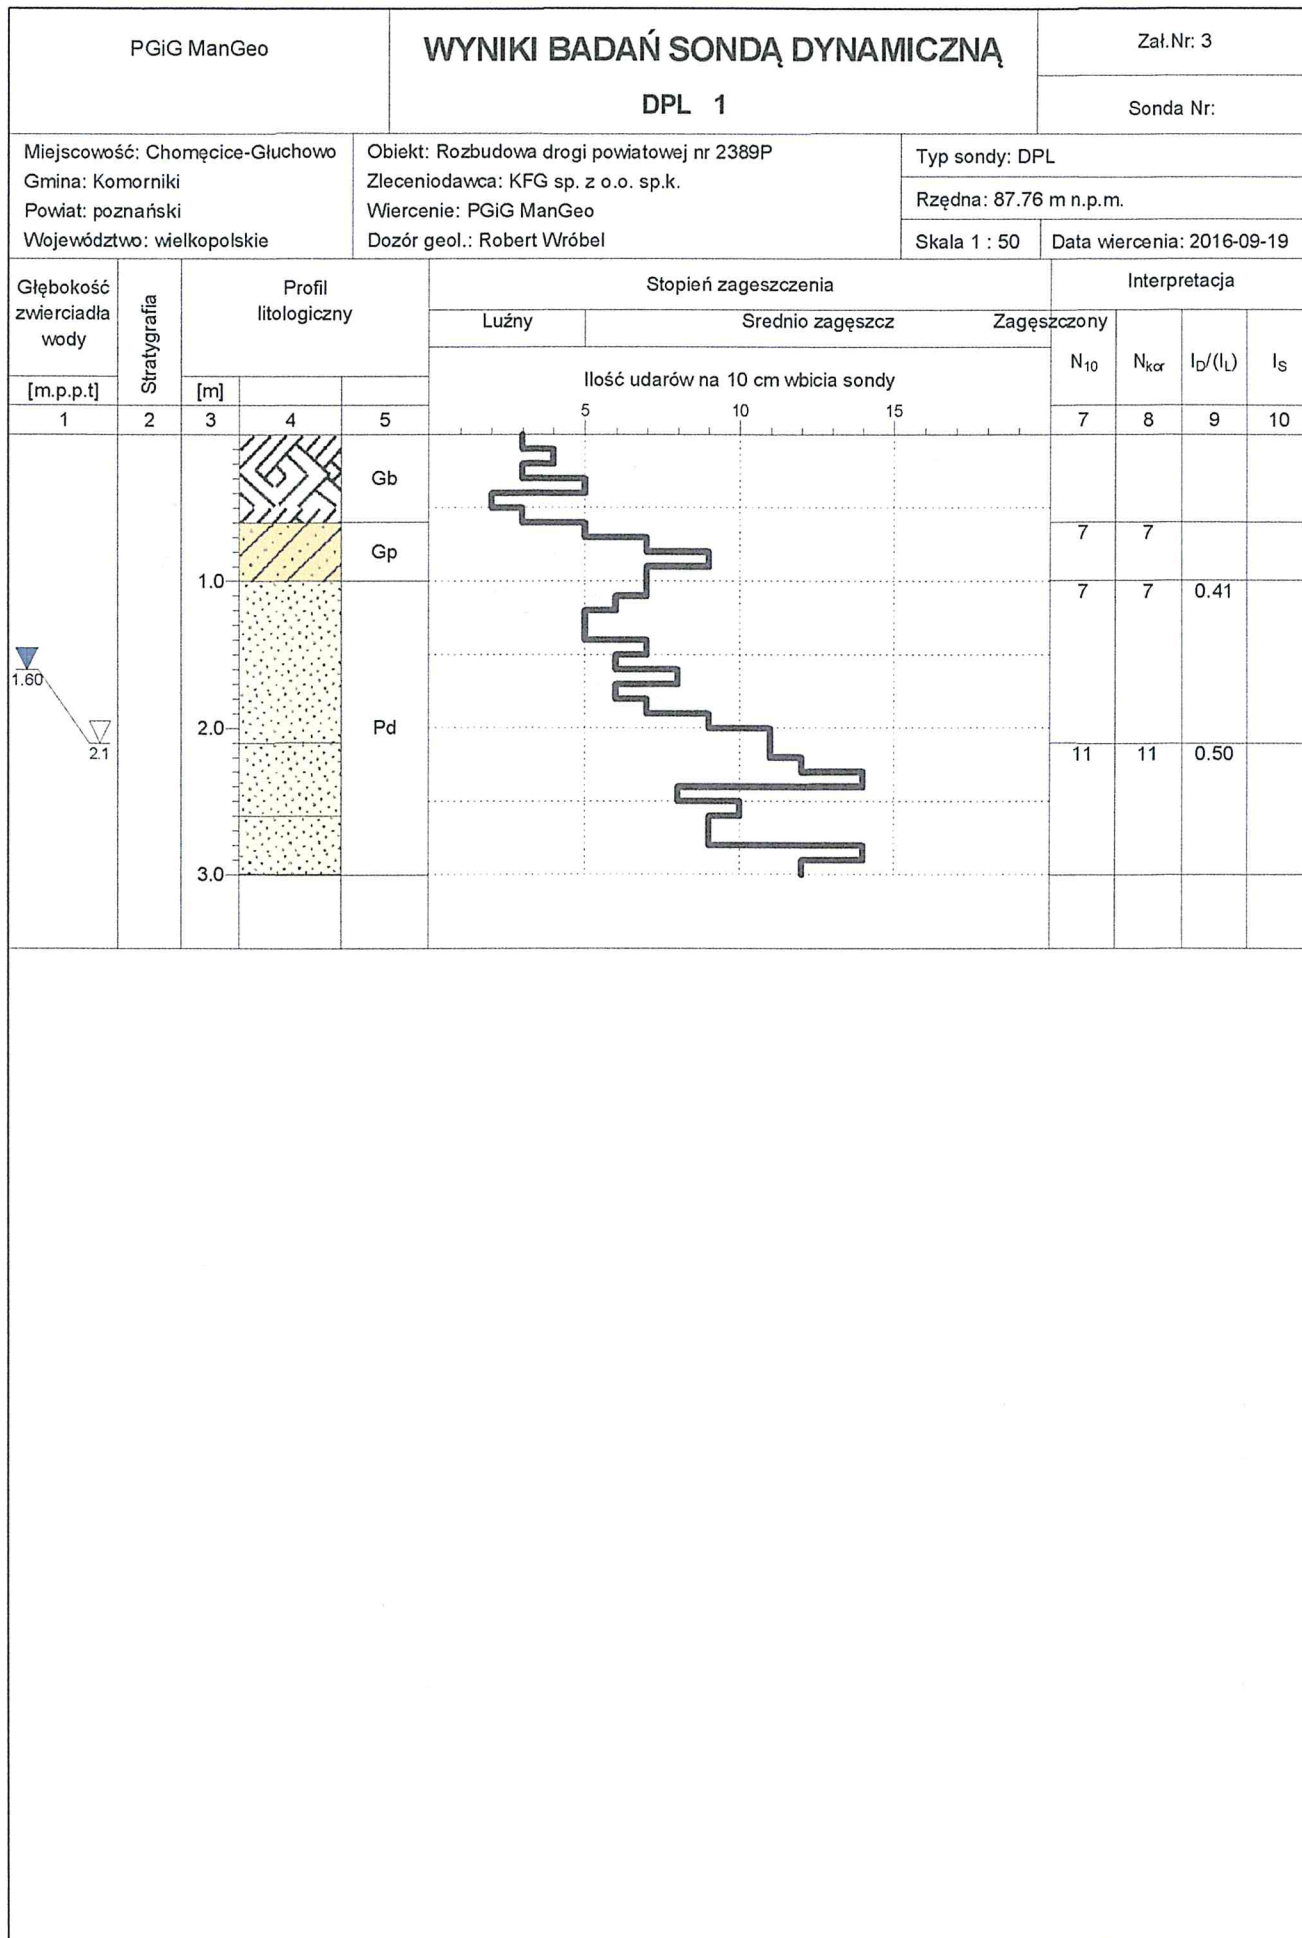 PGiG ManGeo
WYNIKI BADAŃ SONDĄ DYNAMICZNĄ
DPL 1
Zał.Nr: 3
Sonda Nr:
Miejscowość: Chomęcice-Głuchowo
Gmina: Komorniki
Powiat: poznański
Województwo: wielkopolskie
Obiekt: Rozbudowa drogi powiatowej nr 2389P
Zleceniodawca: KFG sp. z o.o. sp.k.
Wiercenie: PGiG ManGeo
Dozór geol.: Robert Wróbel
Typ sondy: DPL
Rzędna: 87.76 m n.p.m.
Skala 1 : 50
Data wiercenia: 2016-09-19
Głębokość
zwierciadła
wody
[m.p.p.t]
Stratygrafia
Profil
litologiczny
[m]
Stopień zageszczenia
Luźny
Srednio zagęszcz
Zagęszczony
Ilość udarów na 10 cm wbicia sondy
5 10 15
Interpretacja
N10 Nkor ID/(IL) IS
1 2 3 4 5 7 8 9 10
Gb
Gp
7 7
1.0
7 7 0.41
1.60
2.0
Pd
2.1
11 11 0.50
3.0